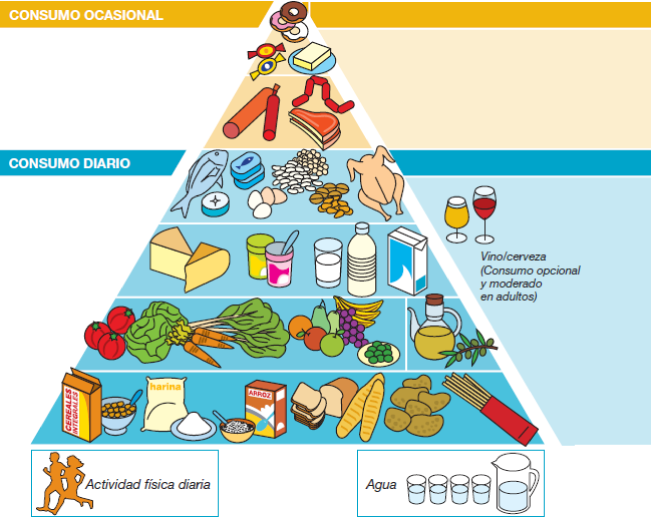 CONSUMO OCASIONAL
CONSUMO DIARIO
Vino/cerveza
(Consumo opcional
y moderado
en adultos)
CEREALES
INTEGRALES
harina
ARROZ
Actividad física diaria
Agua